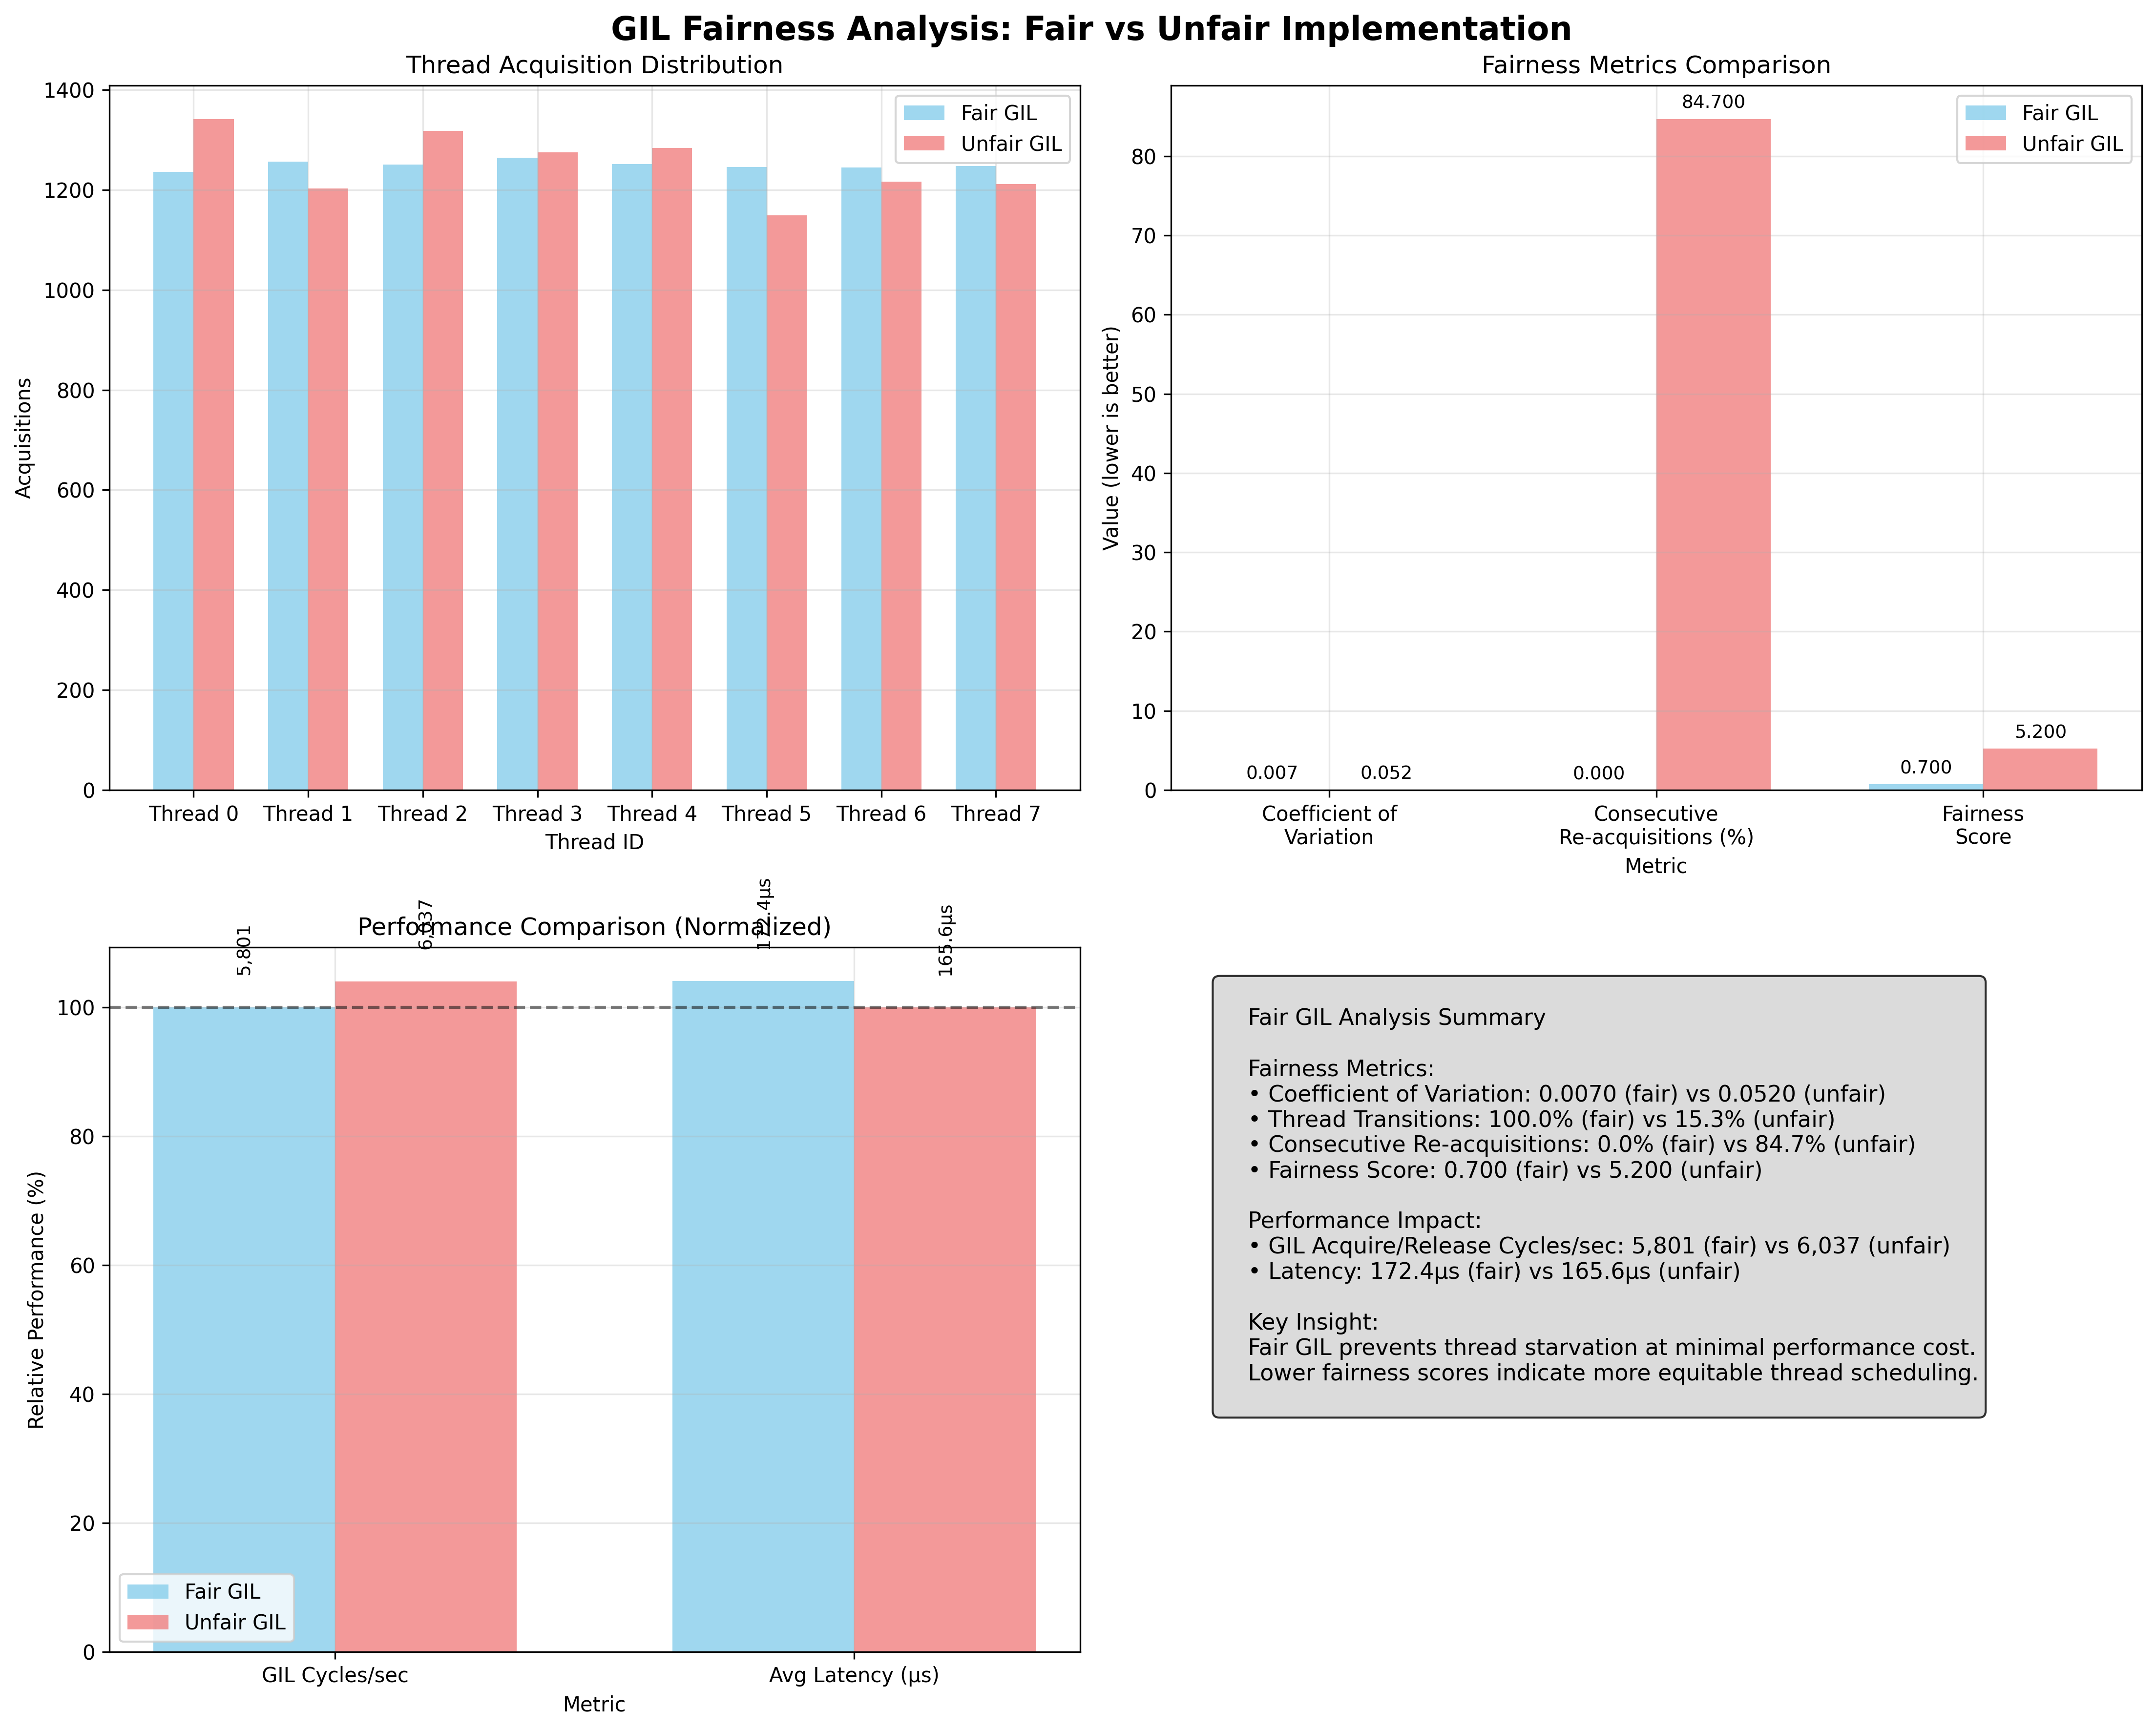 GIL Fairness Analysis: Fair vs Unfair Implementation
Thread Acquisition Distribution
1400
1200
1000
800
600
400
200
0
Acquisitions
Fair GIL
Unfair GIL
Thread 0 Thread 1 Thread 2 Thread 3 Thread 4 Thread 5 Thread 6 Thread 7
Thread ID
Fairness Metrics Comparison
80
70
60
50
40
30
20
10
0
Value (lower is better)
Fair GIL
Unfair GIL
84.700
0.007
0.052
0.000
0.700
5.200
Coefficient of
Variation
Consecutive
Re-acquisitions (%)
Fairness
Score
Metric
Performance Comparison (Normalized)
5,801
6,037
172.4µs
165.6µs
100
80
60
40
20
0
Relative Performance (%)
Fair GIL
Unfair GIL
GIL Cycles/sec
Avg Latency (µs)
Metric
Fair GIL Analysis Summary
Fairness Metrics:
• Coefficient of Variation: 0.0070 (fair) vs 0.0520 (unfair)
• Thread Transitions: 100.0% (fair) vs 15.3% (unfair)
• Consecutive Re-acquisitions: 0.0% (fair) vs 84.7% (unfair)
• Fairness Score: 0.700 (fair) vs 5.200 (unfair)
Performance Impact:
• GIL Acquire/Release Cycles/sec: 5,801 (fair) vs 6,037 (unfair)
• Latency: 172.4µs (fair) vs 165.6µs (unfair)
Key Insight:
Fair GIL prevents thread starvation at minimal performance cost.
Lower fairness scores indicate more equitable thread scheduling.